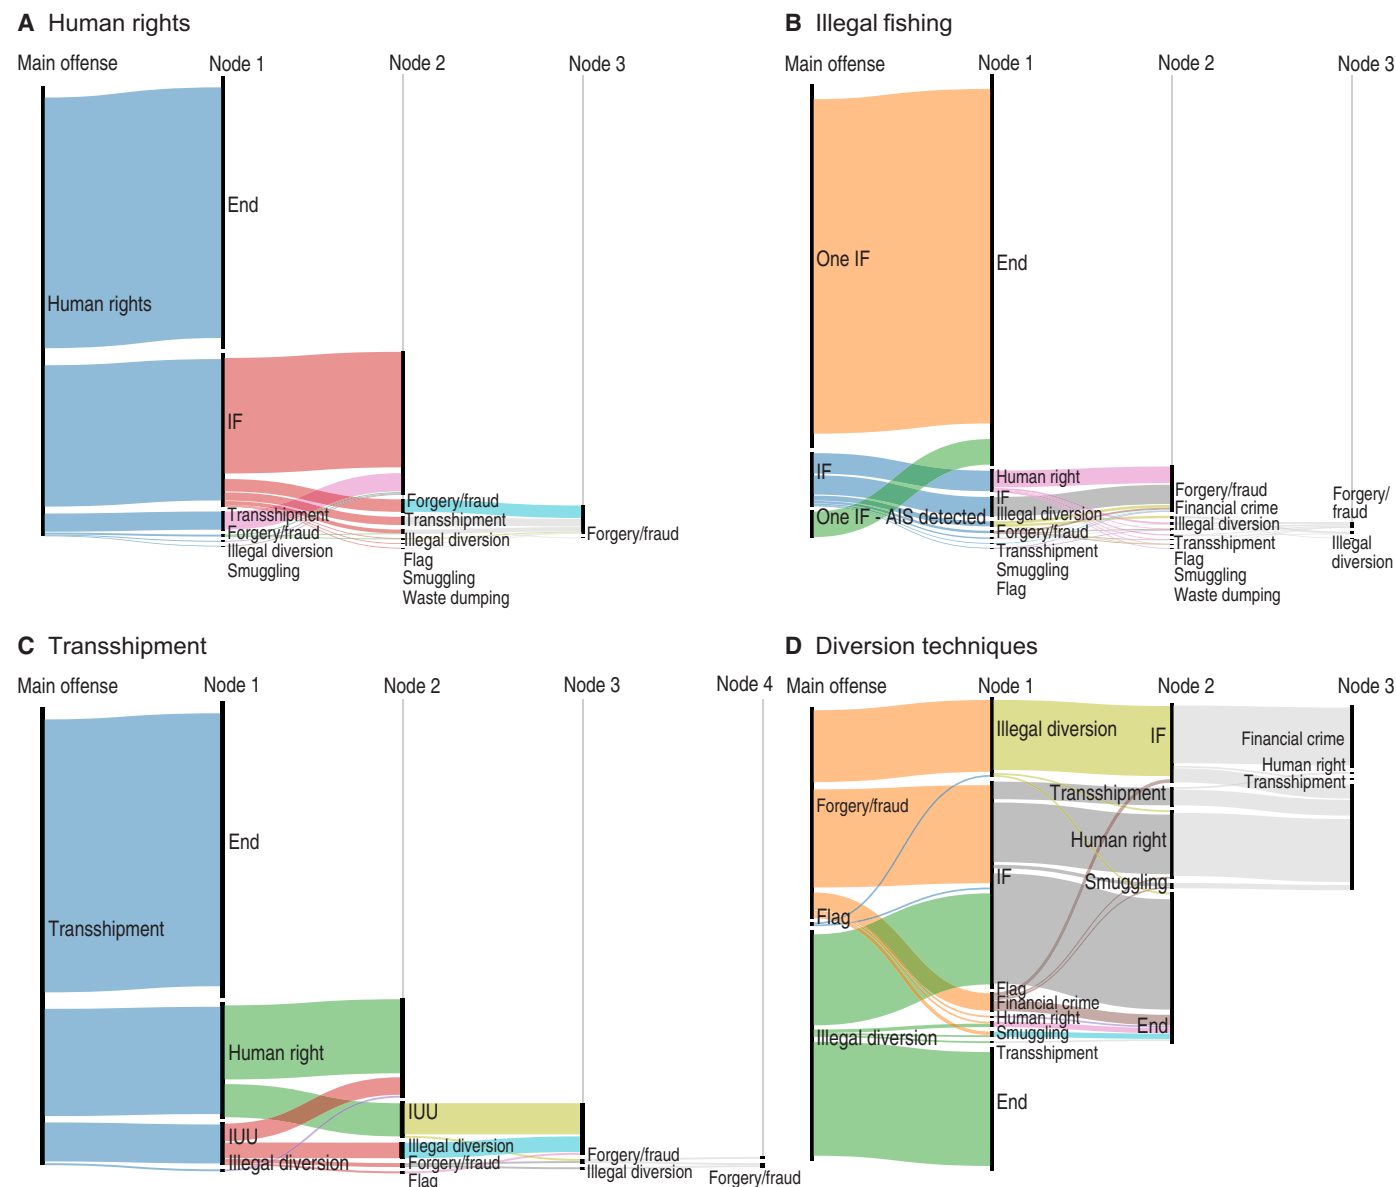 A Human rights
Main offense
Node 1
Node 2
Node 3
End
Human rights
IF
Transshipment
Forgery/fraud
Illegal diversion
Smuggling
Forgery/fraud
Transshipment
Illegal diversion
Flag
Smuggling
Waste dumping
Forgery/fraud
B Illegal fishing
Main offense
Node 1
Node 2
Node 3
One IF
End
IF
One IF - AIS detected
Human right
IF
Illegal diversion
Forgery/fraud
Transshipment
Smuggling
Flag
Forgery/fraud
Financial crime
Illegal diversion
Transshipment
Flag
Smuggling
Waste dumping
Forgery/
fraud
Illegal
diversion
C Transshipment
Main offense
Node 1
Node 2
Node 3
Node 4
End
Transshipment
Human right
IUU
Illegal diversion
IUU
Illegal diversion
Forgery/fraud
Flag
Forgery/fraud
Illegal diversion
Forgery/fraud
D Diversion techniques
Main offense
Node 1
Node 2
Node 3
Forgery/fraud
Flag
Illegal diversion
Illegal diversion
IF
Flag
Financial crime
Human right
Smuggling
Transshipment
End
IF
Transshipment
Human right
Smuggling
End
Financial crime
Human right
Transshipment